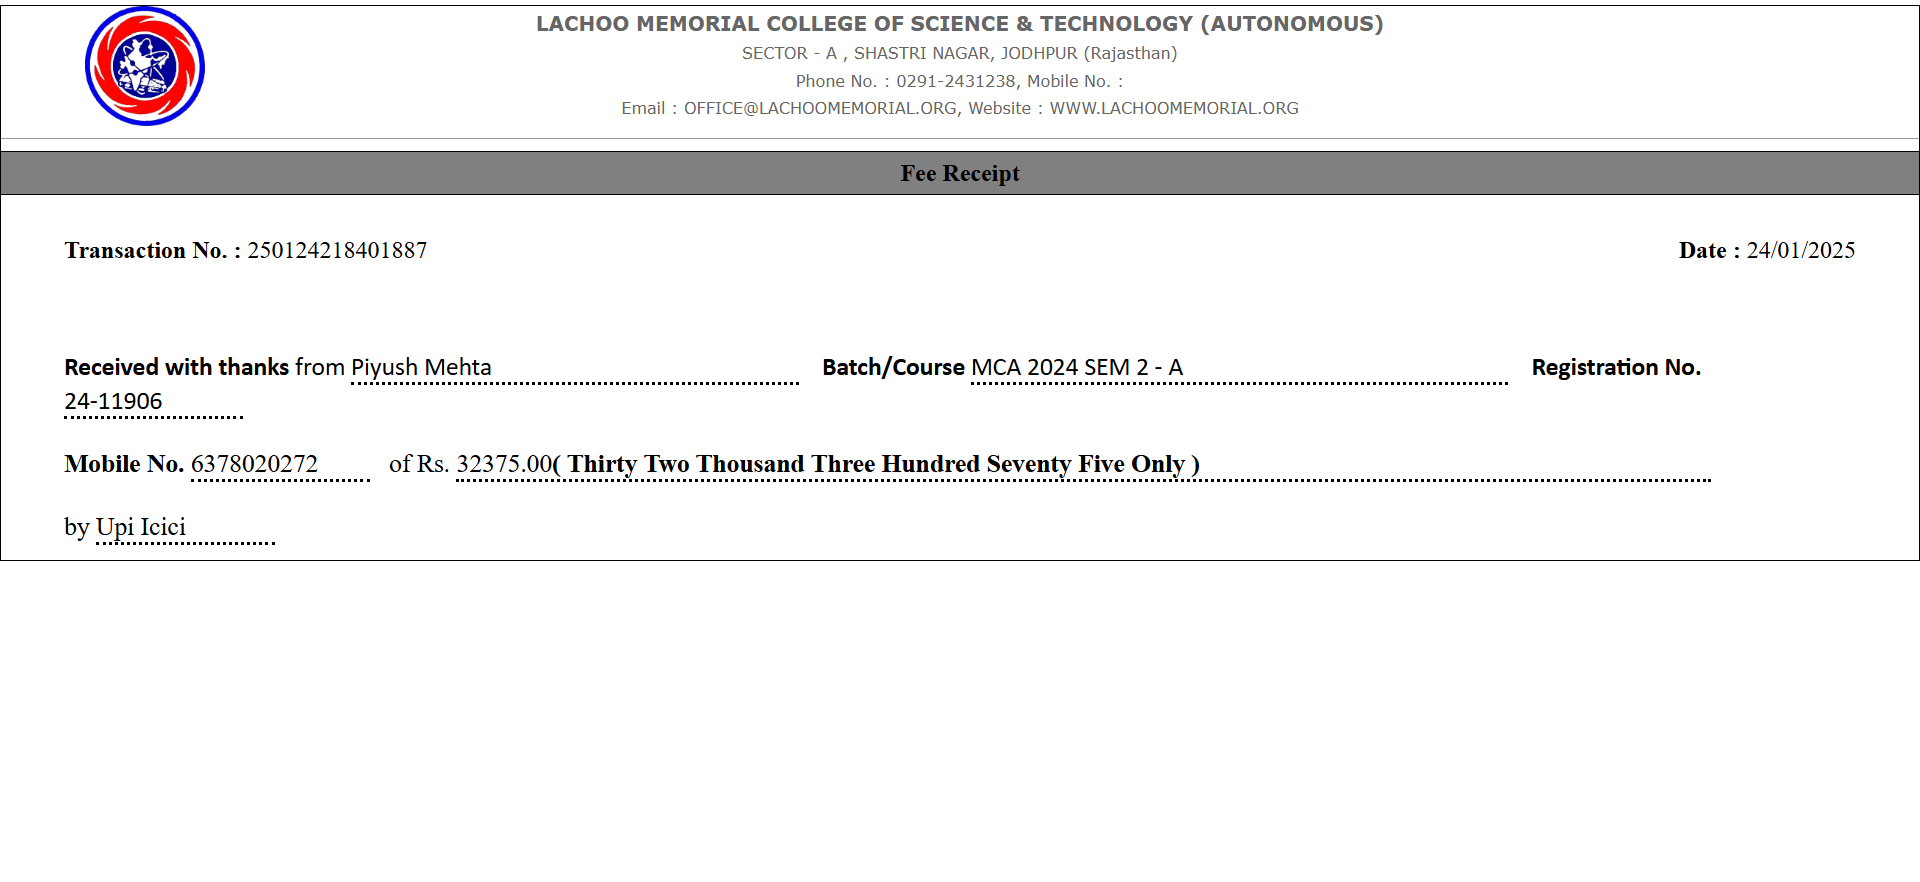 LACHOO MEMORIAL COLLEGE OF SCIENCE & TECHNOLOGY (AUTONOMOUS)
SECTOR - A , SHASTRI NAGAR, JODHPUR (Rajasthan)
Phone No. : 0291-2431238, Mobile No. :
Email : OFFICE@LACHOOMEMORIAL.ORG, Website : WWW.LACHOOMEMORIAL.ORG
Fee Receipt
Transaction No. : 250124218401887 Date : 24/01/2025
Received with thanks from Piyush Mehta Batch/Course MCA 2024 SEM 2 - A Registration No.
24-11906
Mobile No. 6378020272 of Rs. 32375.00( Thirty Two Thousand Three Hundred Seventy Five Only )
by Upi Icici